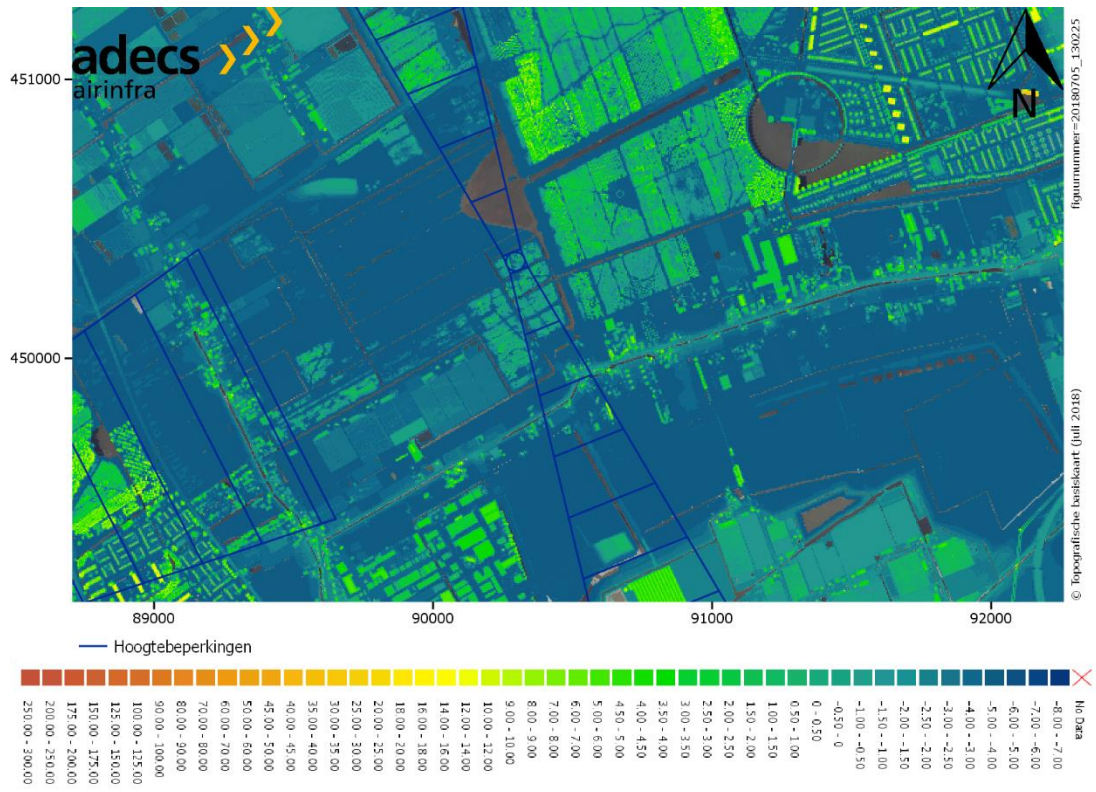 adecs
airinfra
451000
450000
N
figuurnummer=20180705_130225
© Topografische basiskaart (juli 2018)
89000
90000
91000
92000
Hoogtebeperkingen
250.00 - 300.00
200.00 - 250.00
175.00 - 200.00
150.00 - 175.00
125.00 - 150.00
100.00 - 125.00
90.00 - 100.00
80.00 - 90.00
70.00 - 80.00
60.00 - 70.00
50.00 - 60.00
45.00 - 50.00
40.00 - 45.00
35.00 - 40.00
30.00 - 35.00
25.00 - 30.00
20.00 - 25.00
18.00 - 20.00
16.00 - 18.00
14.00 - 16.00
12.00 - 14.00
10.00 - 12.00
9.00 - 10.00
8.00 - 9.00
7.00 - 8.00
6.00 - 7.00
5.00 - 6.00
4.50 - 5.00
4.00 - 4.50
3.50 - 4.00
3.00 - 3.50
2.50 - 3.00
2.00 - 2.50
1.50 - 2.00
1.00 - 1.50
0.50 - 1.00
0 - 0.50
-0.50 - 0
-1.00 - -0.50
-1.50 - -1.00
-2.00 - -1.50
-2.50 - -2.00
-3.00 - -2.50
-4.00 - -3.00
-5.00 - -4.00
-6.00 - -5.00
-7.00 - -6.00
-8.00 - -7.00
No Data